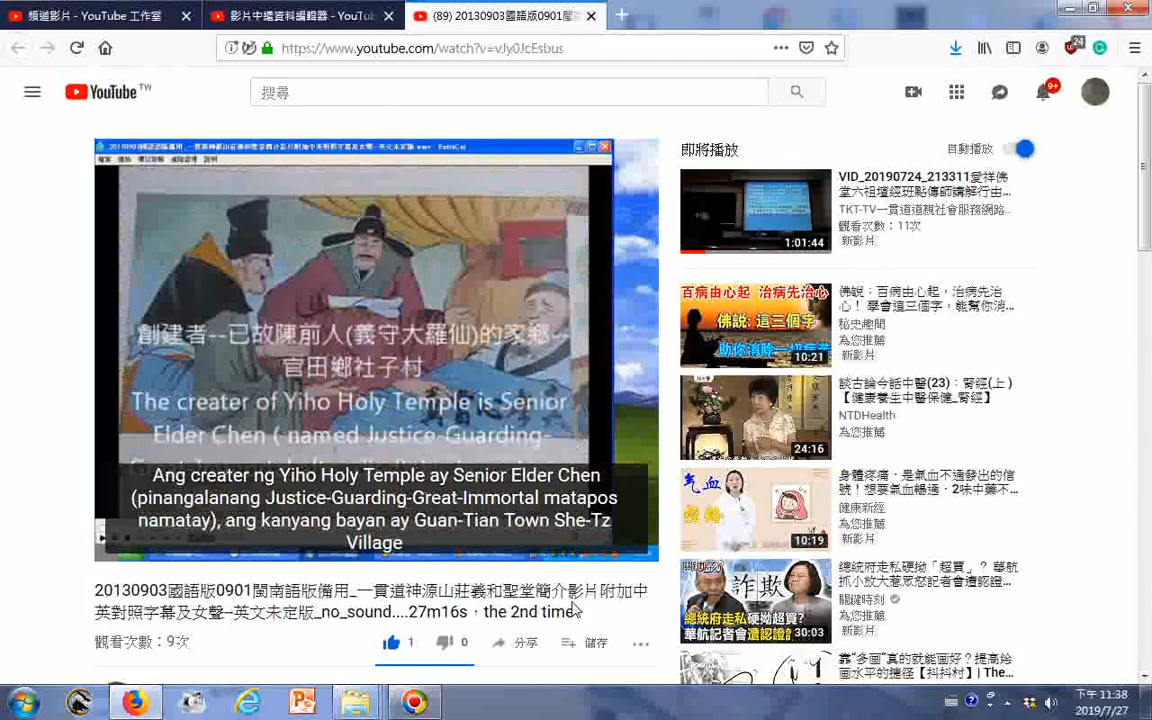 頻道影片 - YouTube 工作室
影片中繼資料編輯器 - YouTu
(89) 20130903國語版0901閩
https://www.youtube.com/watch?v=vJy0JcEsbus
24
YouTube TW
搜尋
9+
創建者--已故陳前人(義守大羅仙)的家鄉--
官田鄉社子村
The creator of Yiho Holy Temple is Senior
Elder Chen ( named Justice-Guarding-
Ang creater ng Yiho Holy Temple ay Senior Elder Chen
(pinangalanang Justice-Guarding-Great-Immortal matapos
namatay), ang kanyang bayan ay Guan-Tian Town She-Tz
Village
20130903國語版0901閩南語版備用_一貫道神源山莊義和聖堂簡介影片附加中
英對照字幕及女聲--英文未定版_no_sound....27m16s，the 2nd time
觀看次數：9次
1
0
分享
儲存
即將播放
自動播放
VID_20190724_213311愛祥佛
堂六祖壇經班點傳師講解行由...
TKT-TV一貫道道親社會服務網路..
觀看次數：11次
新影片
1:01:44
百病由心起 治病先治心
佛說：這三個字
助你消除一切病
10:21
佛說：百病由心起，治病先治
心！ 學會這三個字，能幫你消...
秘史趣聞
為您推薦
新影片
談古論今話中醫(23)：腎經(上)
【健康養生中醫保健_腎經】
NTDHealth
為您推薦
24:16
气血
10:19
身體疼痛，是氣血不通發出的信
號！想要氣血暢通，2味中藥不...
健康新經
為您推薦
新影片
詐欺
總統府走私硬拗超買？
華航記者會遭認證詐
30:03
總統府走私硬拗「超買」？ 華航
抓小放大惹眾怒記者會遭認證...
關鍵時刻
為您推薦
新影片
靠“多畫”真的就能畫好？提高繪
畫水平的捷徑【抖抖村】| The...
下午 11:38
2019/7/27